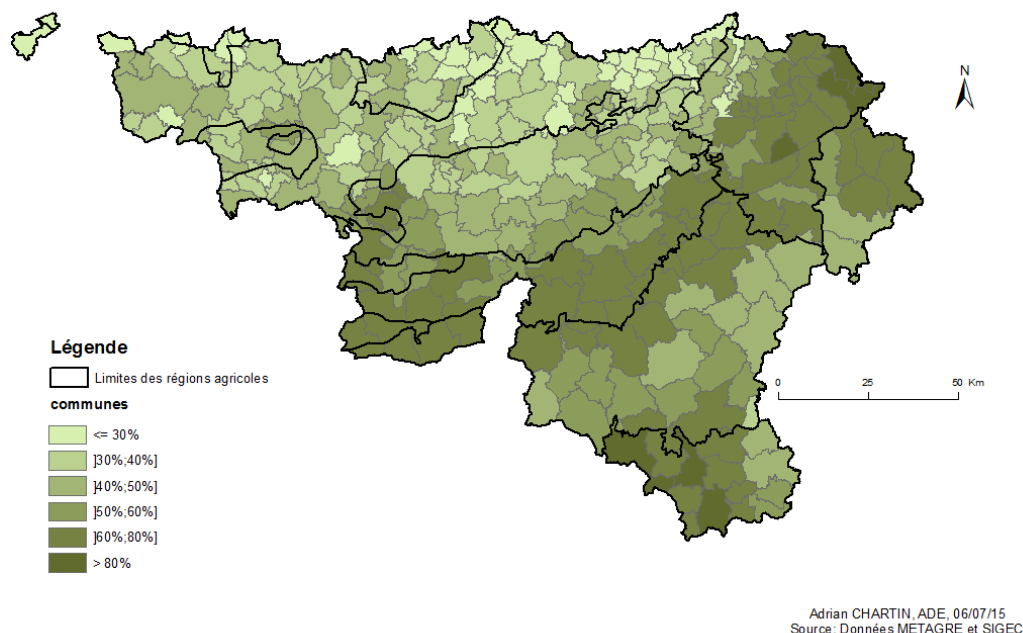 N
0 25 50 Km
Légende
Limites des régions agricoles
communes
<= 30%
]30%;40%]
]40%;50%]
]50%;60%]
]60%;80%]
> 80%
Adrian CHARTIN, ADE, 06/07/15
Source: Données METAGRE et SIGEC